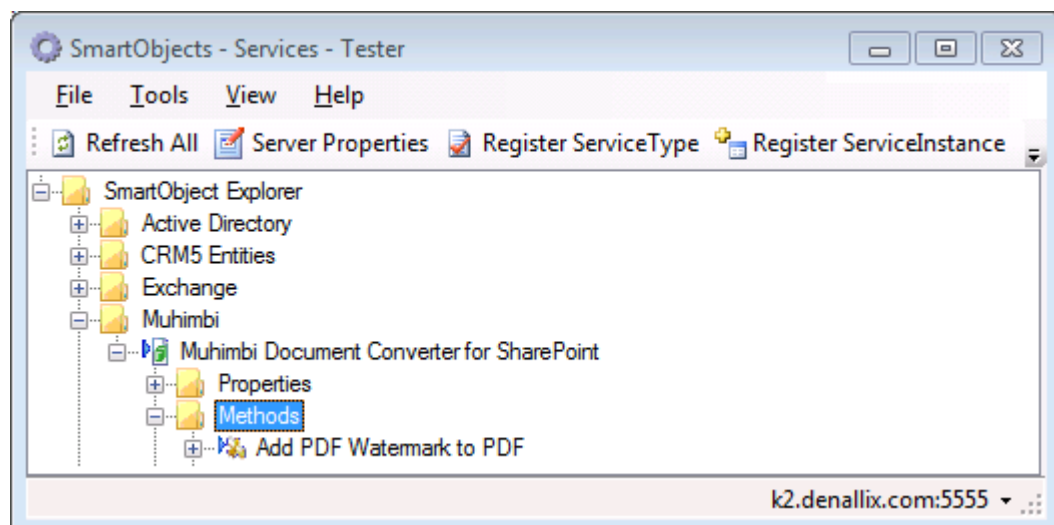 SmartObjects - Services - Tester
File Tools View Help
Refresh All Server Properties Register ServiceType Register ServiceInstance
SmartObject Explorer
Active Directory
CRM5 Entities
Exchange
Muhimbi
Muhimbi Document Converter for SharePoint
Properties
Methods
Add PDF Watermark to PDF
k2.denallix.com:5555